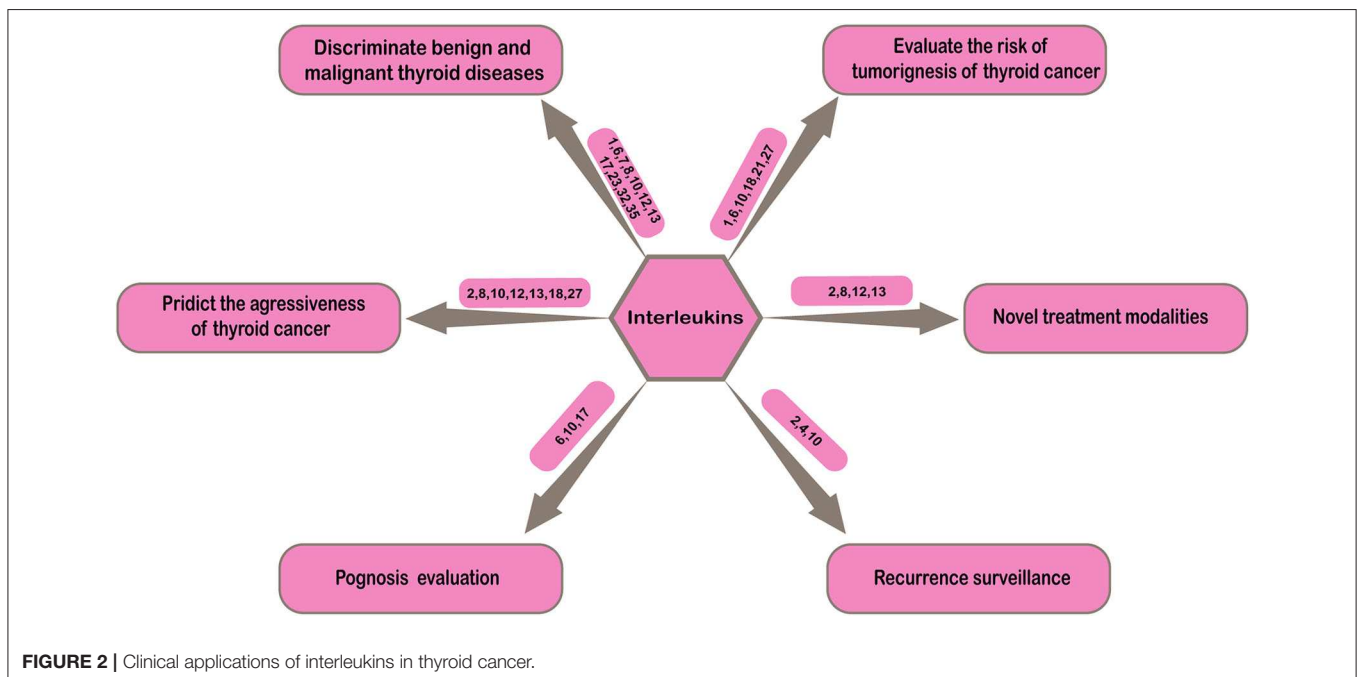 Discriminate benign and
malignant thyroid diseases
Evaluate the risk of
tumorignesis of thyroid cancer
1,6,7,8,10,12,13
17,23,32,35
1,6,10,18,21,27
Pridict the agressiveness
of thyroid cancer
2,8,10,12,13,18,27
Interleukins
2,8,12,13
Novel treatment modalities
6,10,17
2,4,10
Pognosis evaluation
Recurrence surveillance
FIGURE 2 | Clinical applications of interleukins in thyroid cancer.